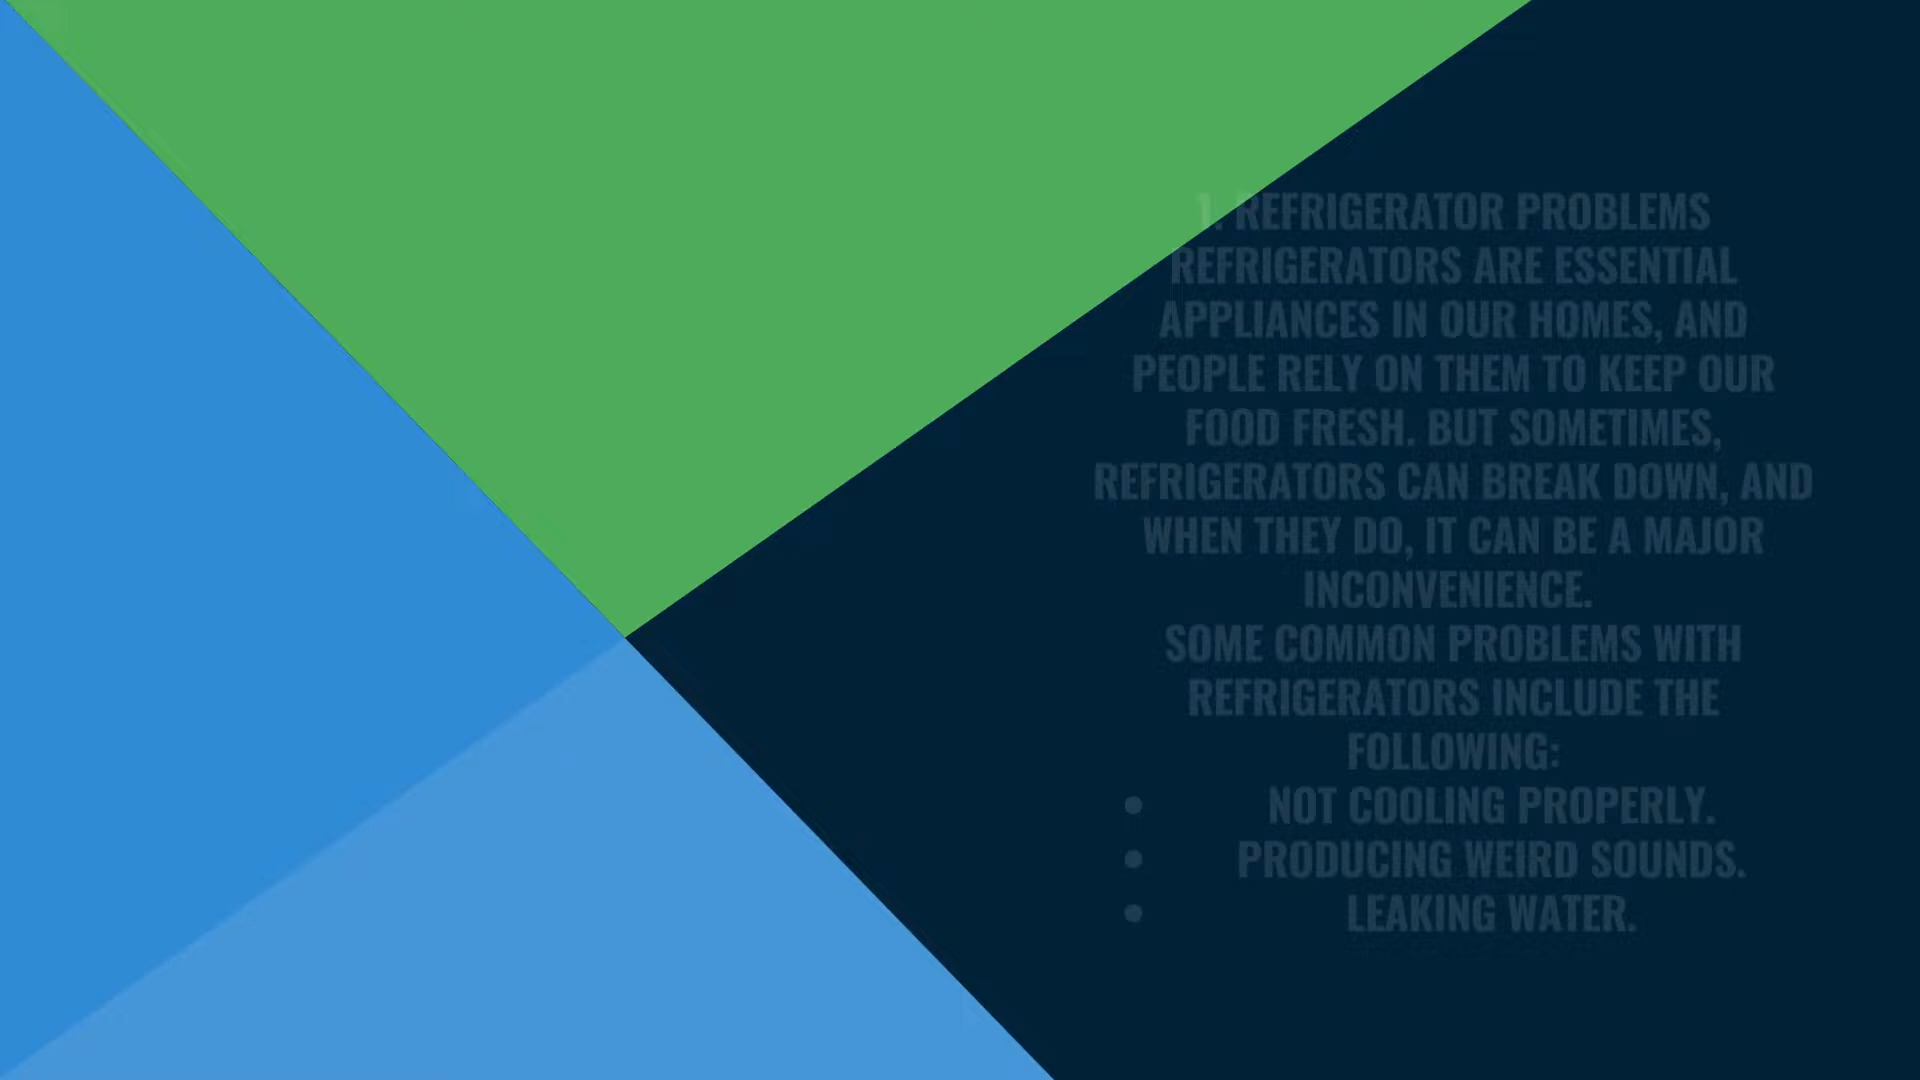 1. REFRIGERATOR PROBLEMS
REFRIGERATORS ARE ESSENTIAL
APPLIANCES IN OUR HOMES, AND
PEOPLE RELY ON THEM TO KEEP OUR
FOOD FRESH. BUT SOMETIMES,
REFRIGERATORS CAN BREAK DOWN, AND
WHEN THEY DO, IT CAN BE A MAJOR
INCONVENIENCE.
SOME COMMON PROBLEMS WITH
REFRIGERATORS INCLUDE THE
FOLLOWING:
• NOT COOLING PROPERLY.
• PRODUCING WEIRD SOUNDS.
• LEAKING WATER.